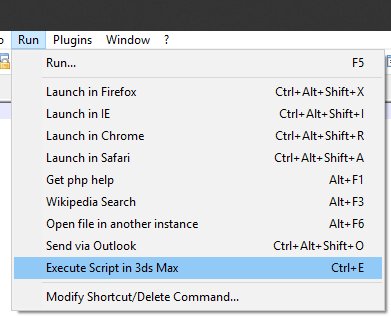 Run Plugins Window ?
Run... F5
Launch in Firefox Ctrl+Alt+Shift+X
Launch in IE Ctrl+Alt+Shift+I
Launch in Chrome Ctrl+Alt+Shift+R
Launch in Safari Ctrl+Alt+Shift+A
Get php help Alt+F1
Wikipedia Search Alt+F3
Open file in another instance Alt+F6
Send via Outlook Ctrl+Alt+Shift+O
Execute Script in 3ds Max Ctrl+E
Modify Shortcut/Delete Command...